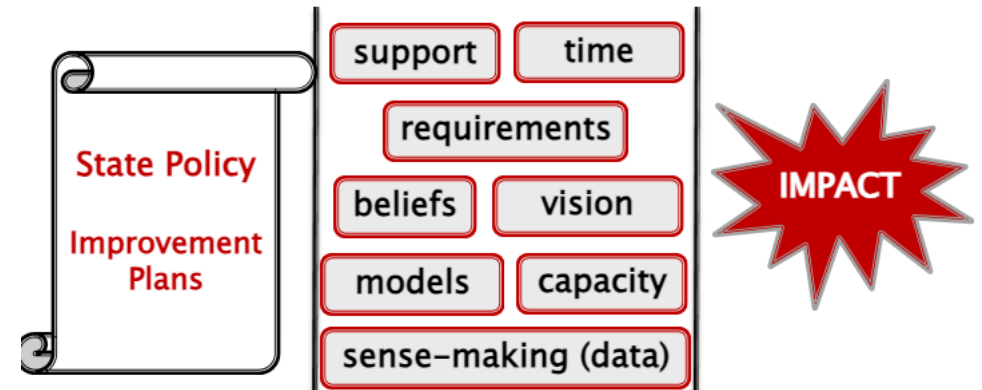 State Policy
Improvement
Plans
support
time
requirements
beliefs
vision
models
capacity
sense-making (data)
IMPACT